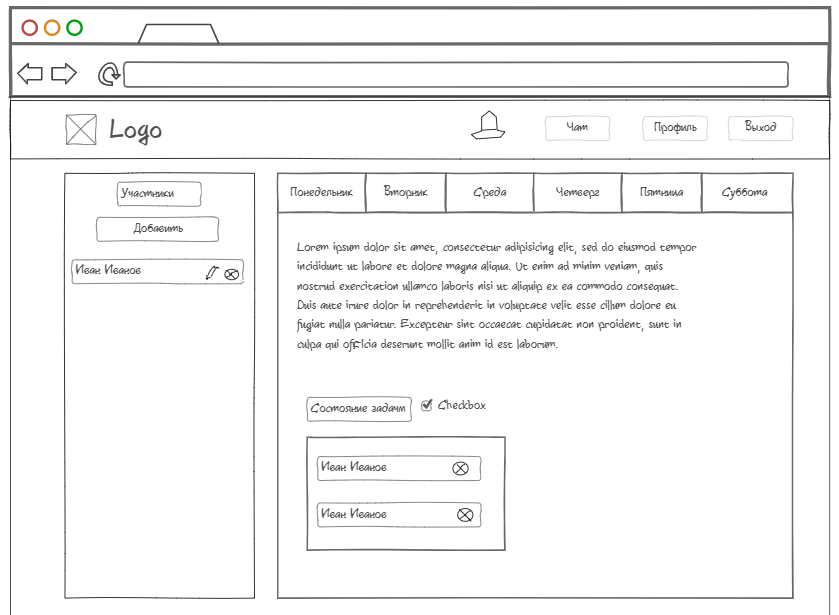 Logo
Чат
Профиль
Выход
Участники
Добавить
Иван Иванов
Понедельник
Вторник
Среда
Четверг
Пятница
Суббота
Lorem ipsum dolor sit amet, consectetur adipisicing elit, sed do eiusmod tempor
incididunt ut labore et dolore magna aliqua. Ut enim ad minim veniam, quis
nostrud exercitation ullamco laboris nisi ut aliquip ex ea commodo consequat.
Duis aute irure dolor in reprehenderit in voluptate velit esse cillum dolore eu
fugiat nulla pariatur. Excepteur sint occaecat cupidatat non proident, sunt in
culpa qui officia deserunt mollit anim id est laborum.
Состояние задачи
Checkbox
Иван Иванов
Иван Иванов